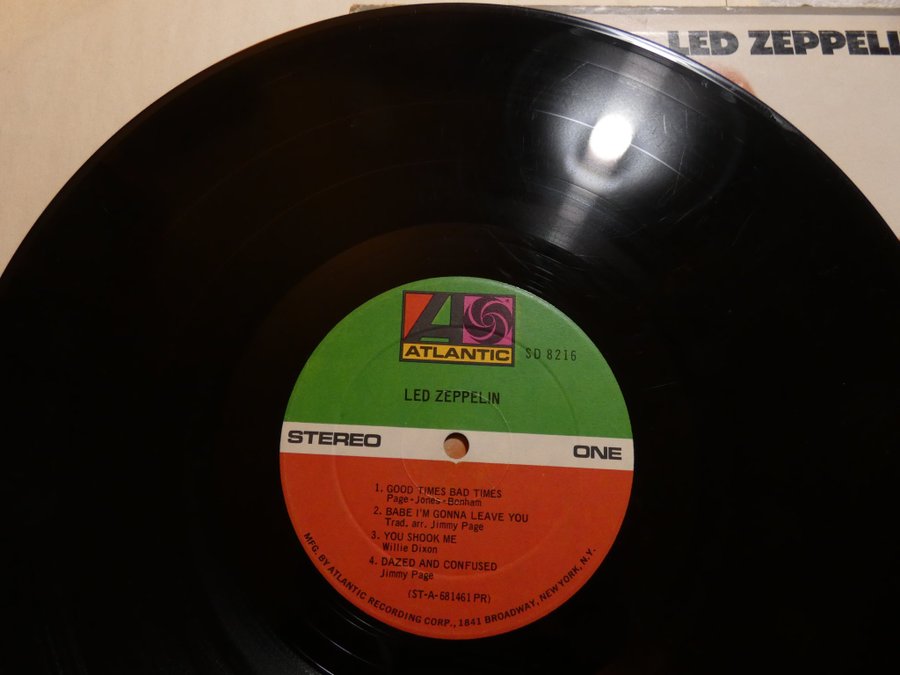 LED ZEPPELI
ATLANTIC
SD 8216
LED ZEPPELIN
STEREO
ONE
1. GOOD TIMES BAD TIMES
Page-Jones-Bonham
2. BABE I'M GONNA LEAVE YOU
Trad. arr. Jimmy Page
3. YOU SHOOK ME
Willie Dixon
4. DAZED AND CONFUSED
Jimmy Page
(ST-A-681461 PR)
MFG. BY ATLANTIC RECORDING CORP., 1841 BROADWAY, NEW YORK, N.Y.